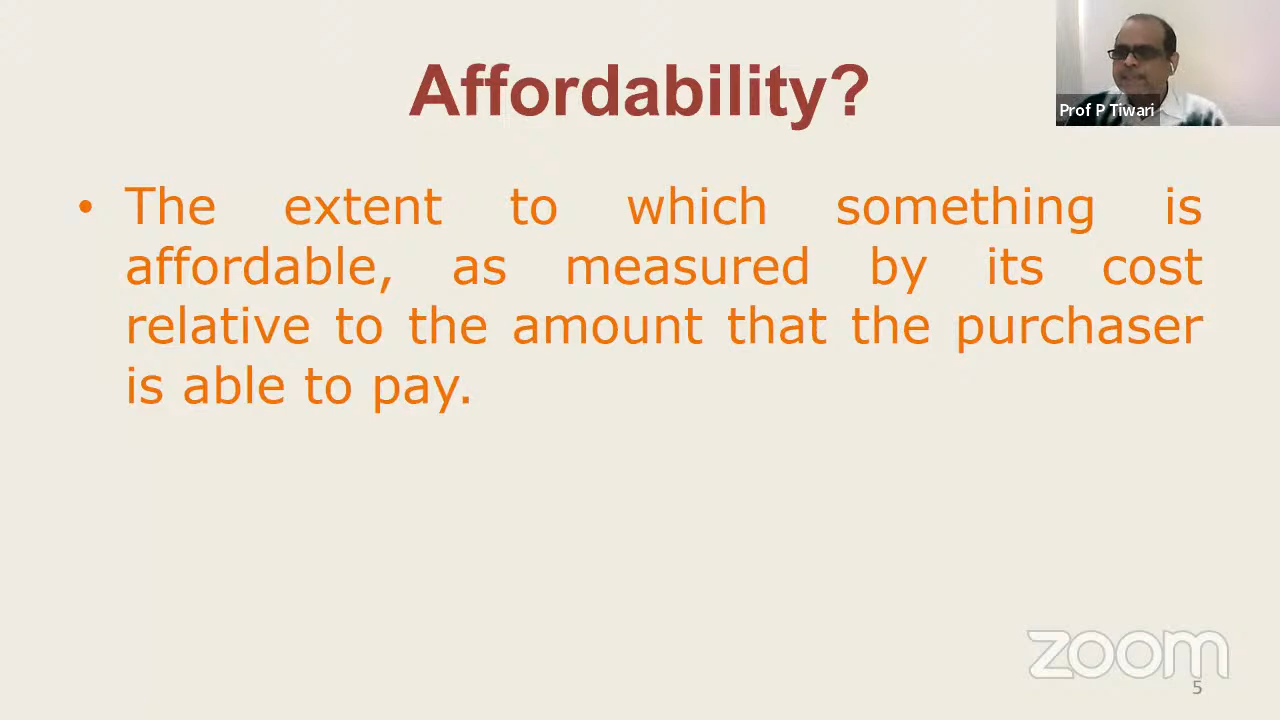 Affordability?
Prof P Tiwari
• The extent to which something is
affordable, as measured by its cost
relative to the amount that the purchaser
is able to pay.
zoom
5